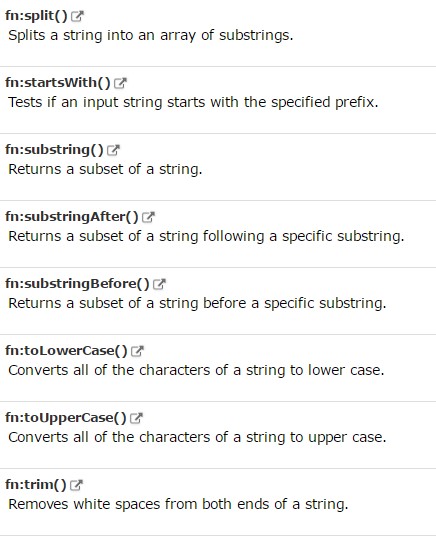 fn:split()
Splits a string into an array of substrings.
fn:startsWith()
Tests if an input string starts with the specified prefix.
fn:substring()
Returns a subset of a string.
fn:substringAfter()
Returns a subset of a string following a specific substring.
fn:substringBefore()
Returns a subset of a string before a specific substring.
fn:toLowerCase()
Converts all of the characters of a string to lower case.
fn:toUpperCase()
Converts all of the characters of a string to upper case.
fn:trim()
Removes white spaces from both ends of a string.